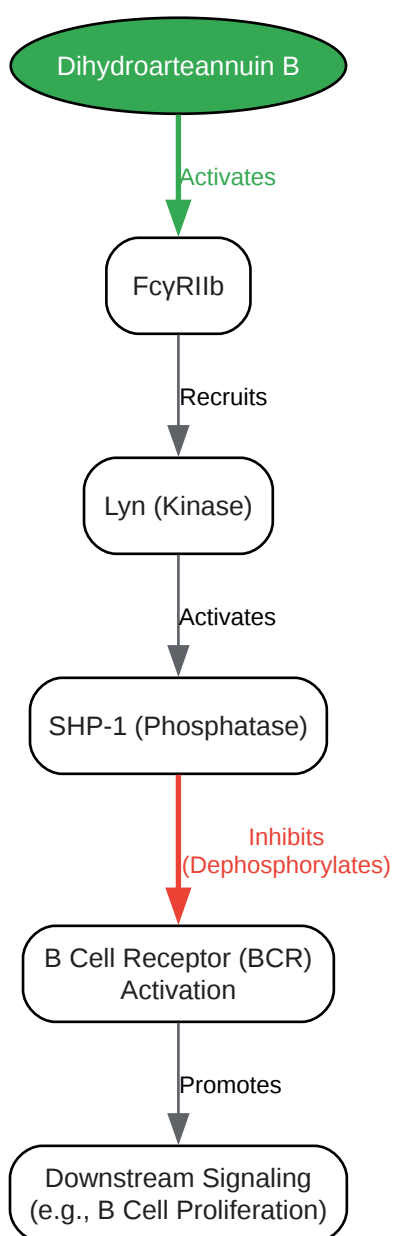 Dihydroarteannuin B
Activates
FcγRIIb
Recruits
Lyn (Kinase)
Activates
SHP-1 (Phosphatase)
Inhibits
(Dephosphorylates)
B Cell Receptor (BCR)
Activation
Promotes
Downstream Signaling
(e.g., B Cell Proliferation)